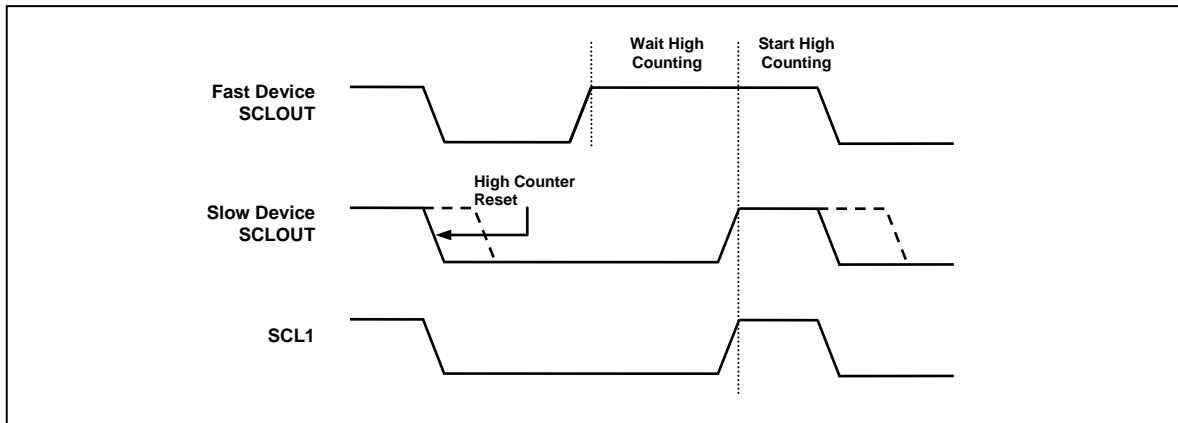 Wait High
Counting
Start High
Counting
Fast Device
SCLOUT
High Counter
Reset
Slow Device
SCLOUT
SCL1